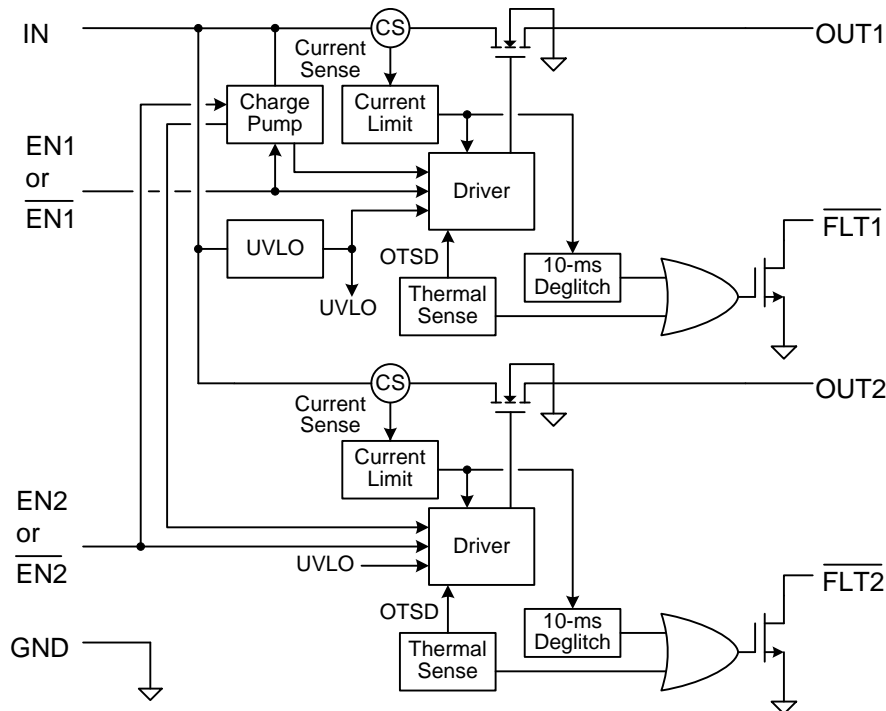 IN
CS
OUT1
Current
Sense
Charge
Pump
Current
Limit
EN1
or
EN1
Driver
FLT1
UVLO
OTSD
10-ms
Deglitch
UVLO
Thermal
Sense
CS
OUT2
Current
Sense
Current
Limit
EN2
or
EN2
Driver
UVLO
FLT2
OTSD
10-ms
Deglitch
GND
Thermal
Sense